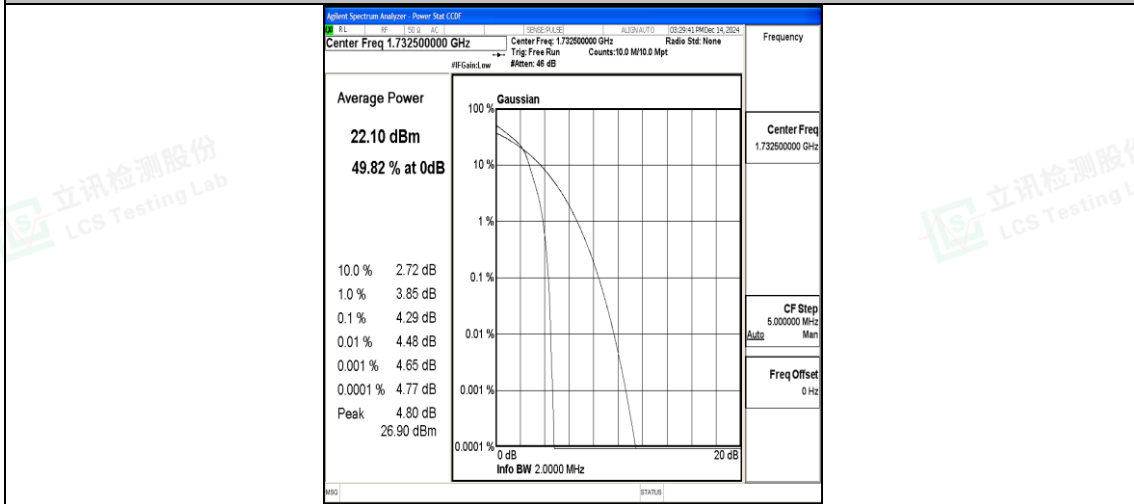 Agilent Spectrum Analyzer - Power Stat CCDF
RL RF 50 Ω AC SENSE:PULSE ALIGN AUTO 03:29:41 PM Dec 14, 2024
Center Freq 1.732500000 GHz
Center Freq: 1.732500000 GHz Radio Std: None
Trig: Free Run Counts:10.0 M/10.0 Mpt
#IFGain:Low #Atten: 46 dB
Frequency
Average Power
22.10 dBm
49.82 % at 0dB
10.0 % 2.72 dB
1.0 % 3.85 dB
0.1 % 4.29 dB
0.01 % 4.48 dB
0.001 % 4.65 dB
0.0001 % 4.77 dB
Peak 4.80 dB
26.90 dBm
Gaussian
100 %
10 %
1 %
0.1 %
0.01 %
0.001 %
0.0001 %
0 dB 20 dB
Info BW 2.0000 MHz
Center Freq
1.732500000 GHz
CF Step
5.000000 MHz
Auto Man
Freq Offset
0 Hz
MSG STATUS
立讯检测股份
LCS Testing Lab
立讯检测股份
LCS Testing L